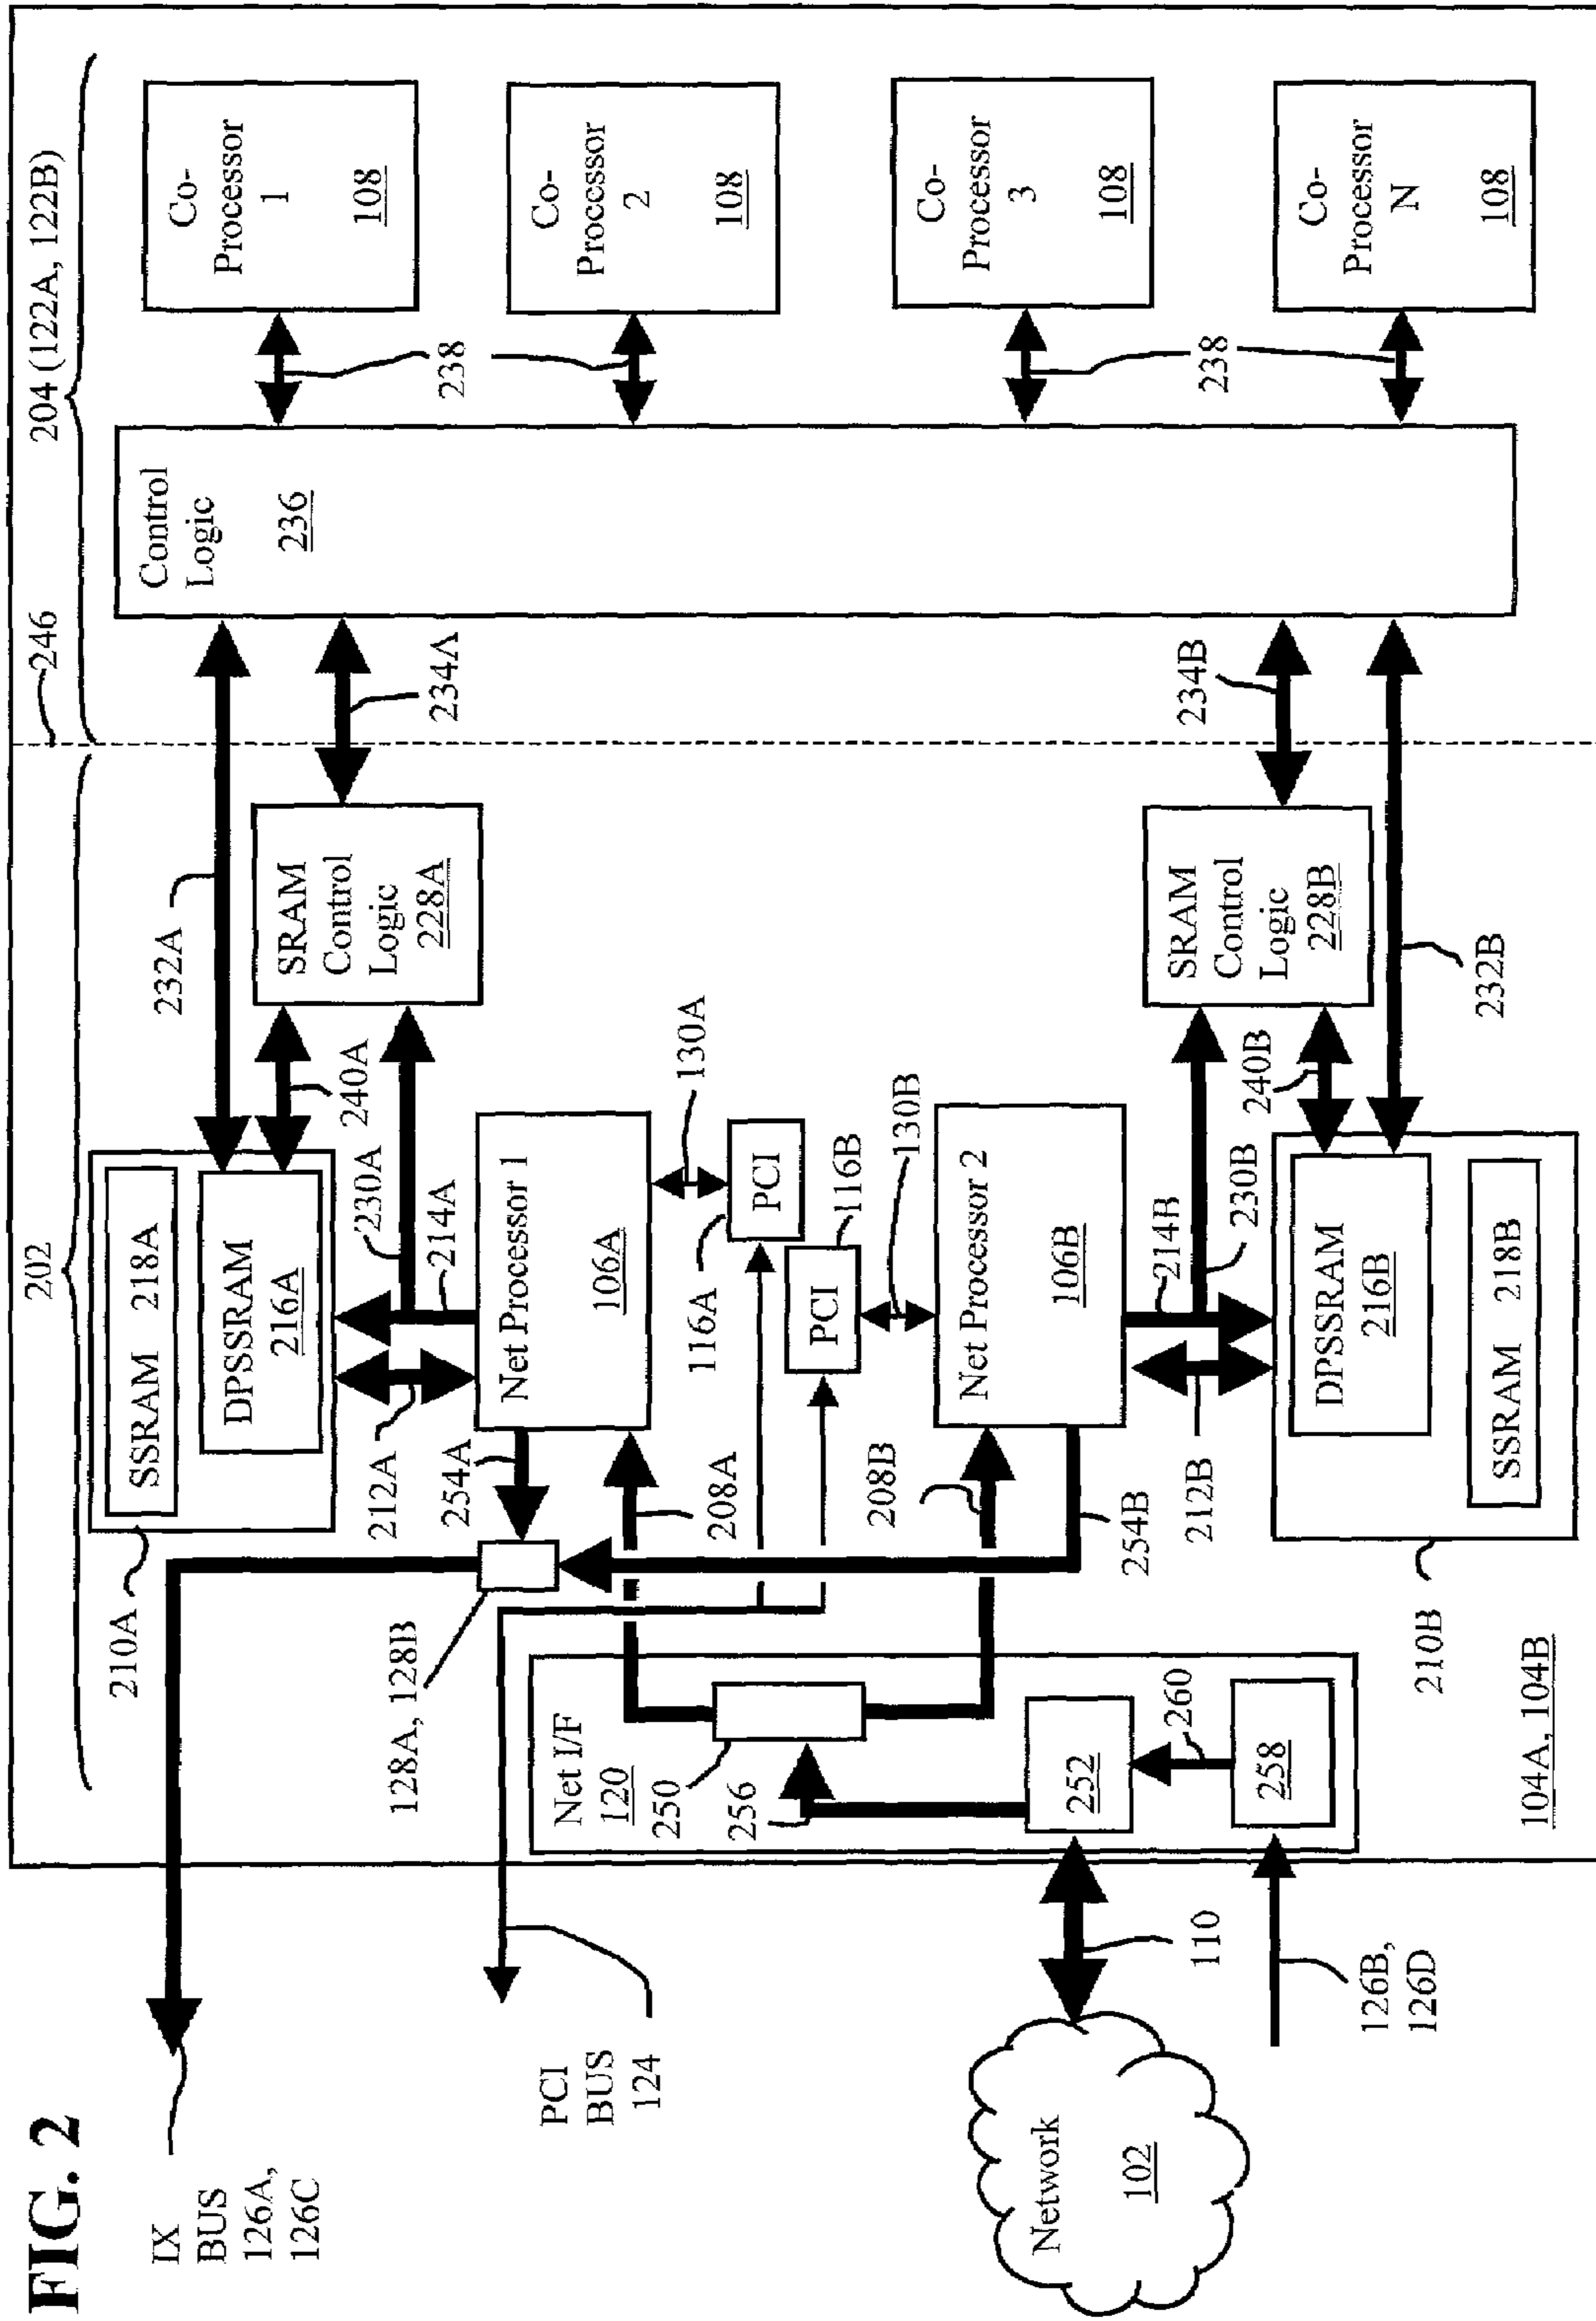 FIG. 2
202
246
204 (122A, 122B)
IX
BUS
126A,
126C
210A
SSRAM 218A
DPSSRAM
216A
232A
240A
230A
214A
212A
254A
SRAM
Control
Logic
228A
234A
Control
Logic
236
238
Co-
Processor
1
108
Co-
Processor
2
108
128A, 128B
PCI
BUS
124
Net Processor 1
106A
130A
116A
PCI
208A
PCI
116B
130B
Net I/F
120
250
256
208B
Net Processor 2
106B
254B
214B
212B
230B
240B
SRAM
Control
Logic
228B
234B
232B
238
Co-
Processor
3
108
Co-
Processor
N
108
Network
102
110
252
260
258
126B,
126D
DPSSRAM
216B
SSRAM 218B
210B
104A, 104B